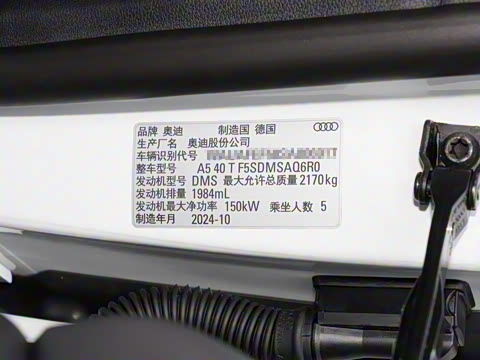 品牌 奥迪 制造国 德国
生产厂名 奥迪股份公司
车辆识别代号
整车型号 A5 40 T F5SDMSAQ6R0
发动机型号 DMS 最大允许总质量 2170kg
发动机排量 1984mL
发动机最大净功率 150kW 乘坐人数 5
制造年月 2024-10